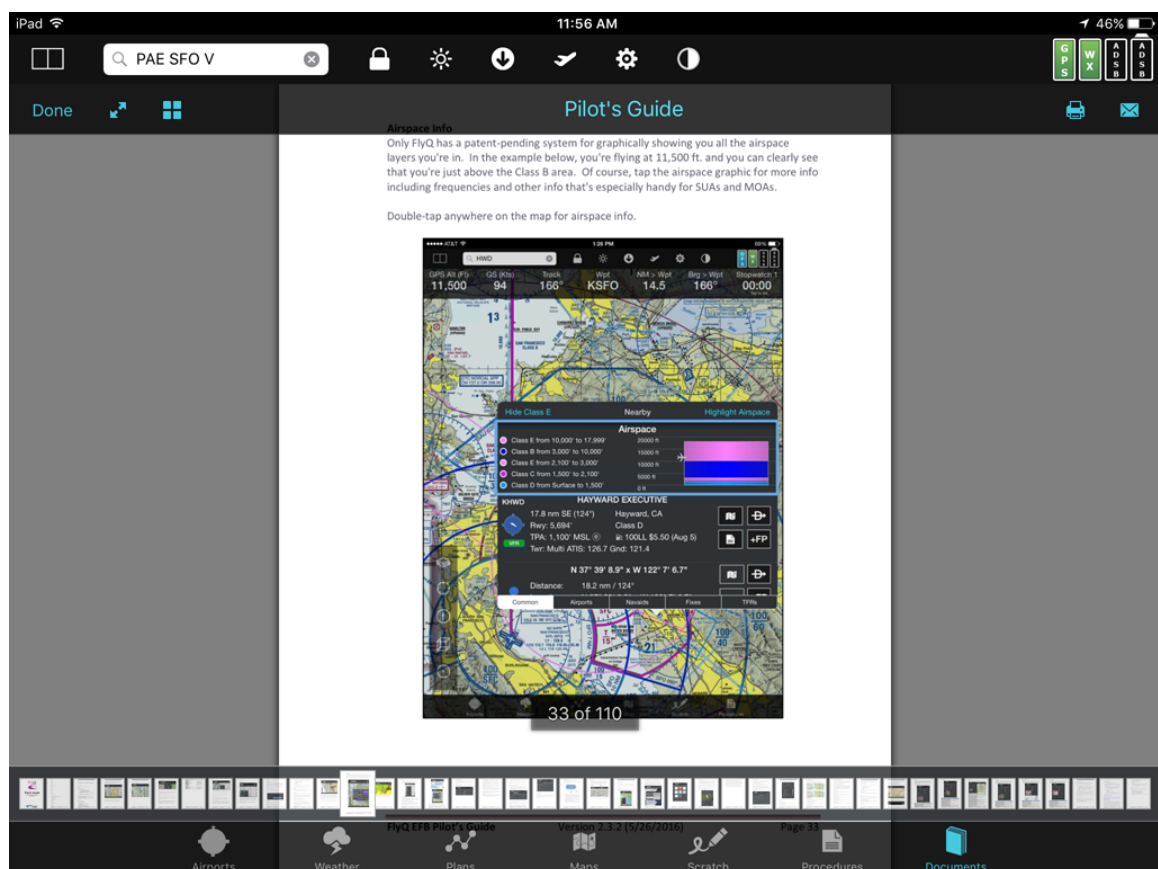 iPad 11:56 AM 46%
PAE SFO V
GPS WX ADSB ADSB
Done Pilot's Guide
Airspace Info
Only FlyQ has a patent-pending system for graphically showing you all the airspace
layers you're in. In the example below, you're flying at 11,500 ft. and you can clearly see
that you're just above the Class B area. Of course, tap the airspace graphic for more info
including frequencies and other info that's especially handy for SUAs and MOAs.
Double-tap anywhere on the map for airspace info.
AT&T 1:26 PM 69%
HWD
GPS Alt (Ft) GS (Kts) Track Wpt NM > Wpt Brg > Wpt Stopwatch 1
11,500 94 166° KSFO 14.5 166° 00:00
13
Hide Class E Nearby Highlight Airspace
Airspace
Class E from 10,000' to 17,999' 20000 ft
Class B from 3,000' to 10,000' 15000 ft
Class E from 2,100' to 3,000' 10000 ft
Class C from 1,500' to 2,100' 5000 ft
Class D from Surface to 1,500' 0 ft
KHWD HAYWARD EXECUTIVE
17.8 nm SE (124°) Hayward, CA
Rwy: 5,694' Class D
TPA: 1,100' MSL 100LL $5.50 (Aug 5)
VFR
Twr: Multi ATIS: 126.7 Gnd: 121.4
+FP
N 37° 39' 8.9" x W 122° 7' 6.7"
Distance: 18.2 nm / 124°
Common Airports Navaids Fixes TFRs
21
33 of 110
FlyQ EFB Pilot's Guide Version 2.3.2 (5/26/2016) Page 33
Airports Weather Plans Maps Scratch Procedures Documents